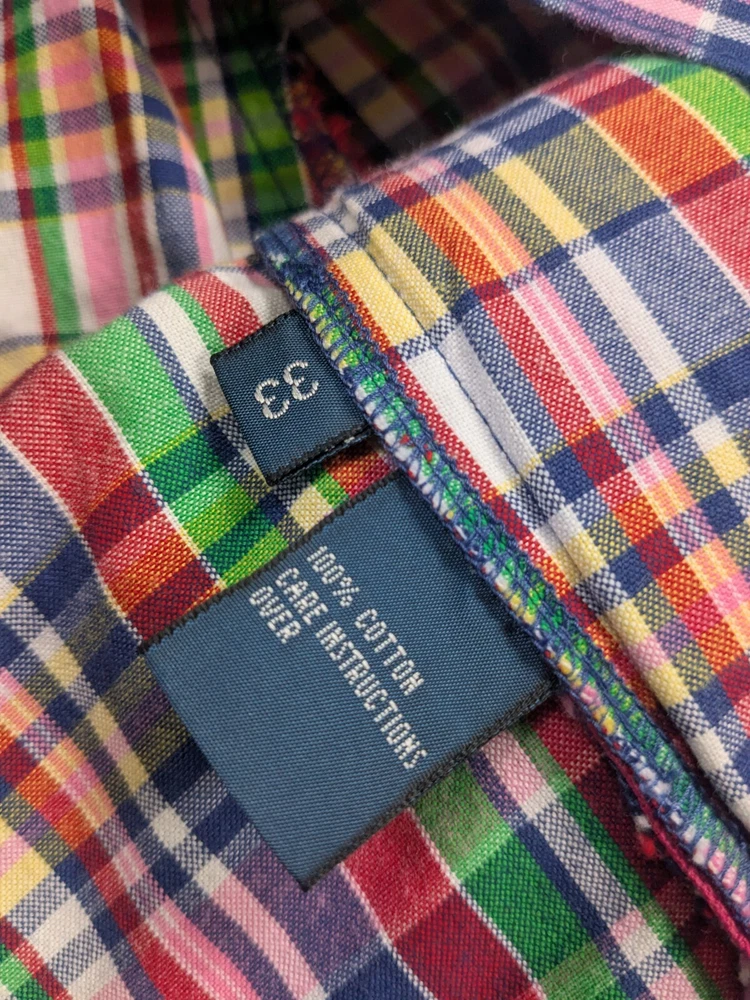 33
100% COTTON
CARE INSTRUCTIONS
OVER